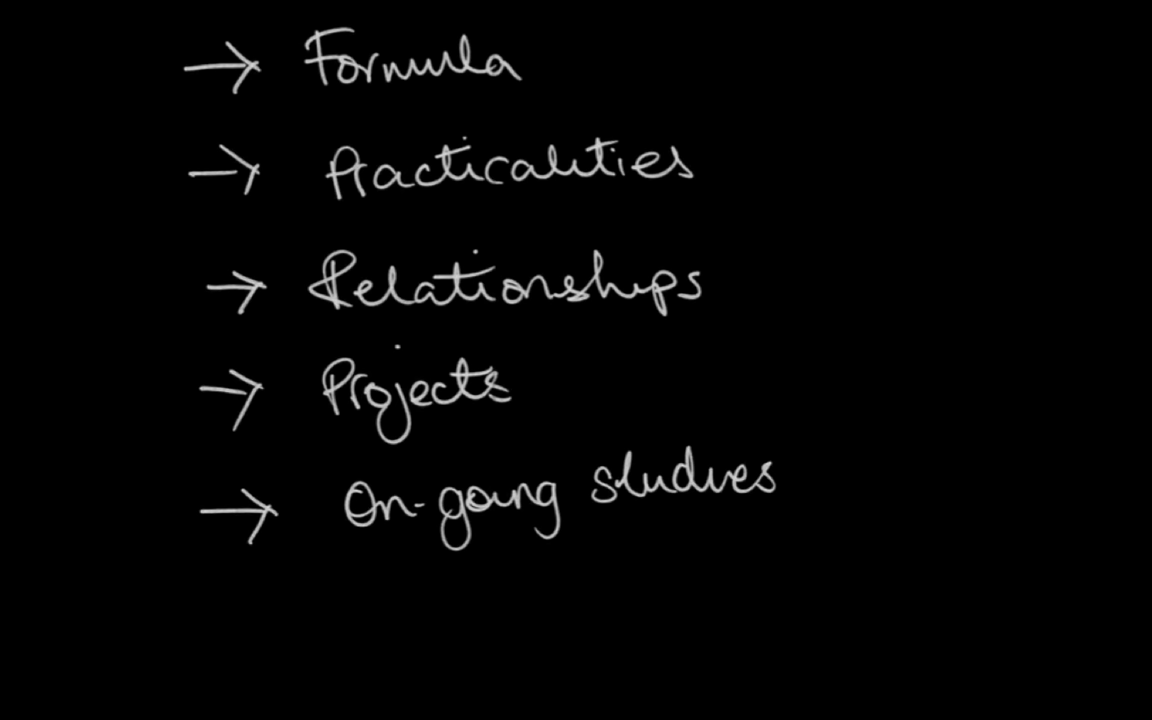 → Formula
→ Practicalities
→ Relationships
→ Projects
→ On-going studies